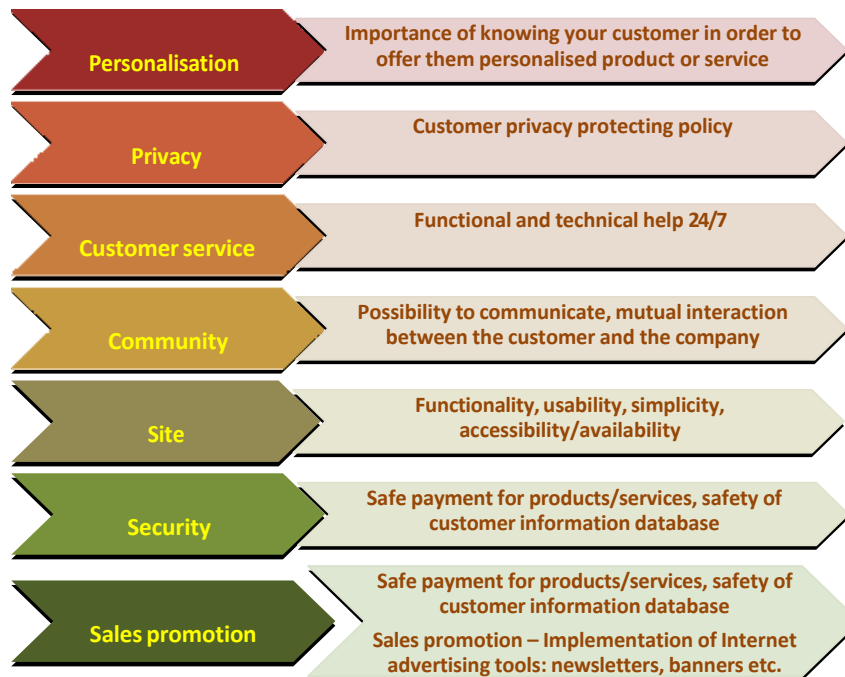 Personalisation
Importance of knowing your customer in order to
offer them personalised product or service
Privacy
Customer privacy protecting policy
Customer service
Functional and technical help 24/7
Community
Possibility to communicate, mutual interaction
between the customer and the company
Site
Functionality, usability, simplicity,
accessibility/availability
Security
Safe payment for products/services, safety of
customer information database
Sales promotion
Safe payment for products/services, safety of
customer information database
Sales promotion – Implementation of Internet
advertising tools: newsletters, banners etc.